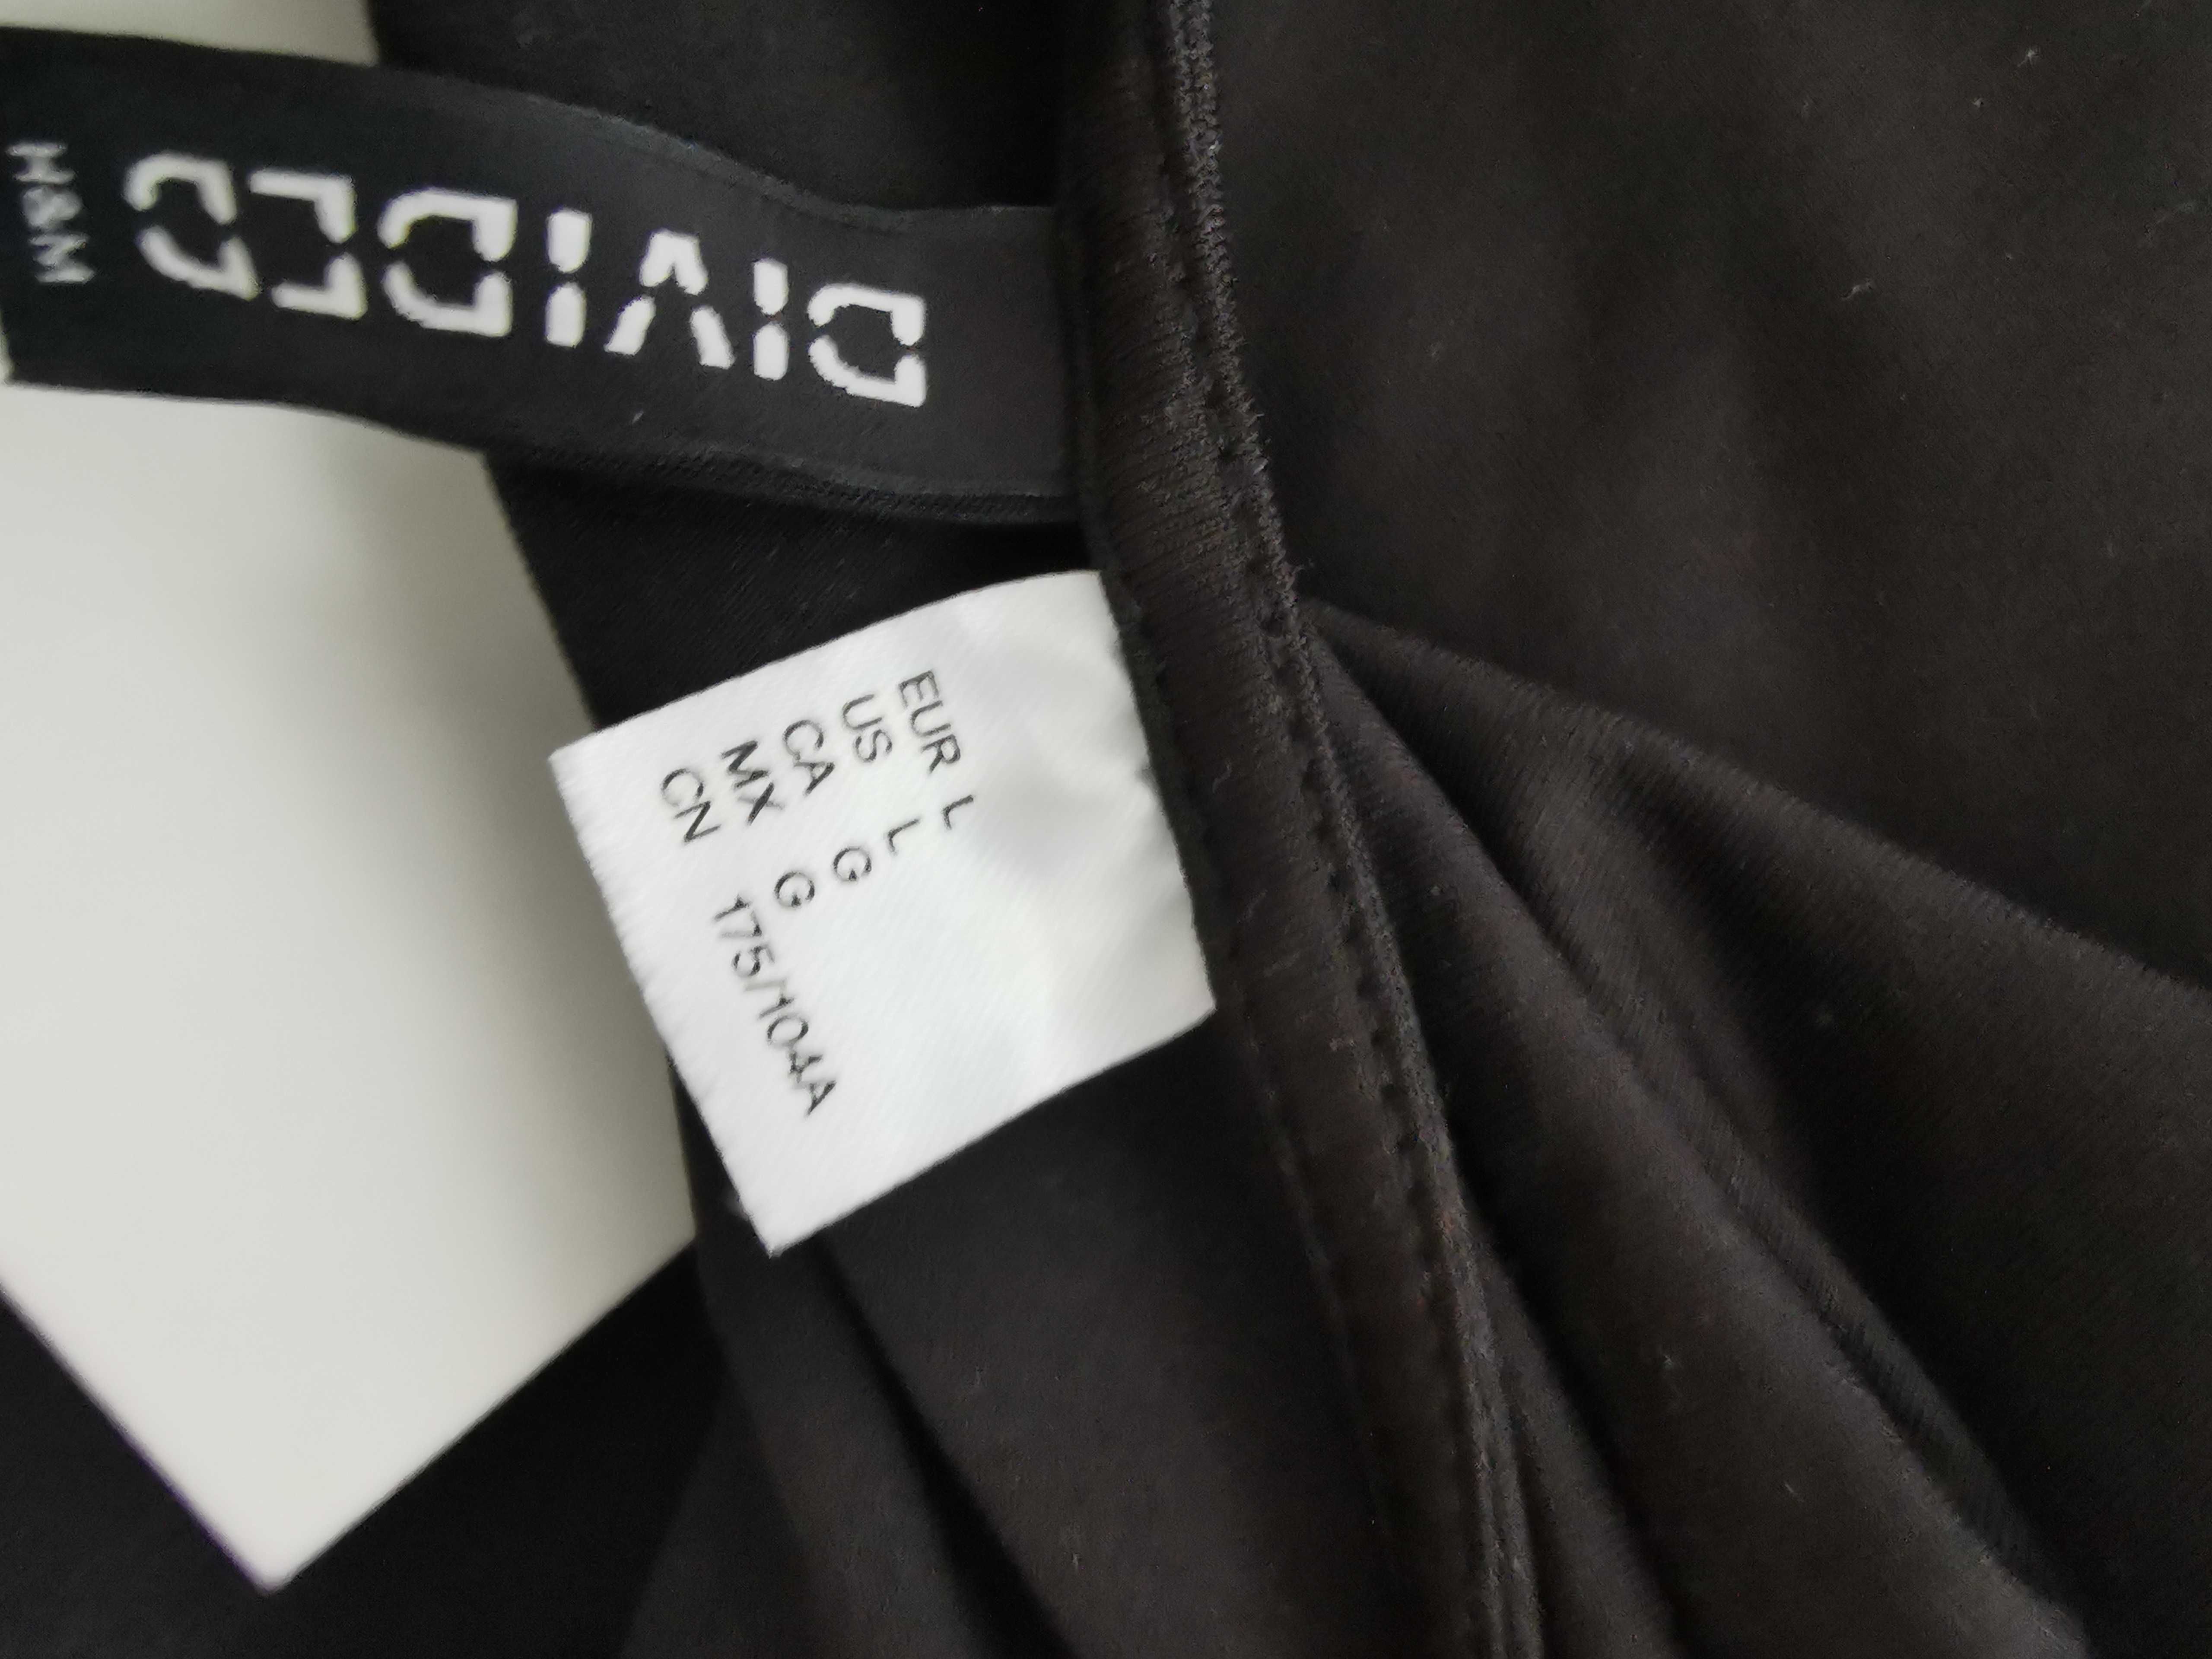 DIVIDED
H&M
EUR L
US L
CA G
MX G
CN 175/104A